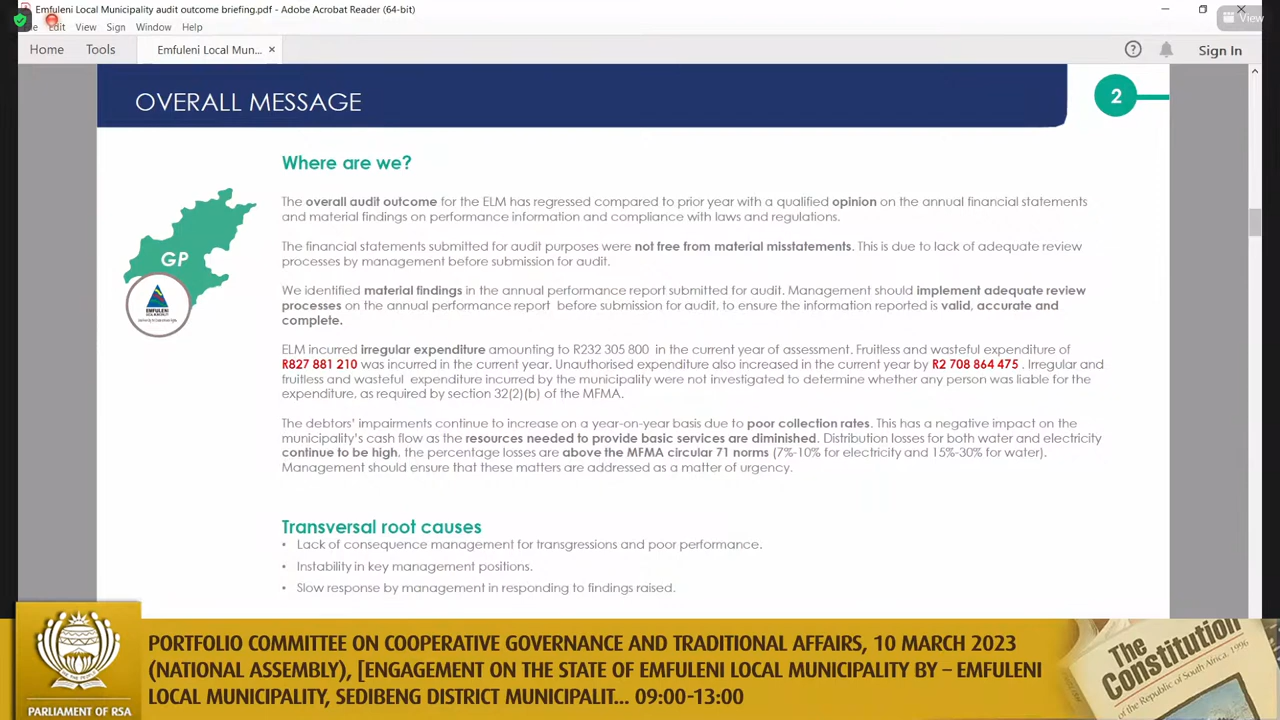 Emfuleni Local Municipality audit outcome briefing.pdf - Adobe Acrobat Reader (64-bit)
Edit View Sign Window Help
View
Home Tools Emfuleni Local Mun... × Sign In
OVERALL MESSAGE
2
Where are we?
The overall audit outcome for the ELM has regressed compared to prior year with a qualified opinion on the annual financial statements
and material findings on performance information and compliance with laws and regulations.
The financial statements submitted for audit purposes were not free from material misstatements. This is due to lack of adequate review
processes by management before submission for audit.
GP
EMFULENI
We identified material findings in the annual performance report submitted for audit. Management should implement adequate review
processes on the annual performance report before submission for audit, to ensure the information reported is valid, accurate and
complete.
ELM incurred irregular expenditure amounting to R232 305 800 in the current year of assessment. Fruitless and wasteful expenditure of
R827 881 210 was incurred in the current year. Unauthorised expenditure also increased in the current year by R2 708 864 475 . Irregular and
fruitless and wasteful expenditure incurred by the municipality were not investigated to determine whether any person was liable for the
expenditure, as required by section 32(2)(b) of the MFMA.
The debtors' impairments continue to increase on a year-on-year basis due to poor collection rates. This has a negative impact on the
municipality's cash flow as the resources needed to provide basic services are diminished. Distribution losses for both water and electricity
continue to be high, the percentage losses are above the MFMA circular 71 norms (7%-10% for electricity and 15%-30% for water).
Management should ensure that these matters are addressed as a matter of urgency.
Transversal root causes
• Lack of consequence management for transgressions and poor performance.
• Instability in key management positions.
• Slow response by management in responding to findings raised.
PORTFOLIO COMMITTEE ON COOPERATIVE GOVERNANCE AND TRADITIONAL AFFAIRS, 10 MARCH 2023
(NATIONAL ASSEMBLY), [ENGAGEMENT ON THE STATE OF EMFULENI LOCAL MUNICIPALITY BY – EMFULENI
LOCAL MUNICIPALITY, SEDIBENG DISTRICT MUNICIPALIT... 09:00-13:00
PARLIAMENT OF RSA
The
Constitution
of the Republic of South Africa, 1996